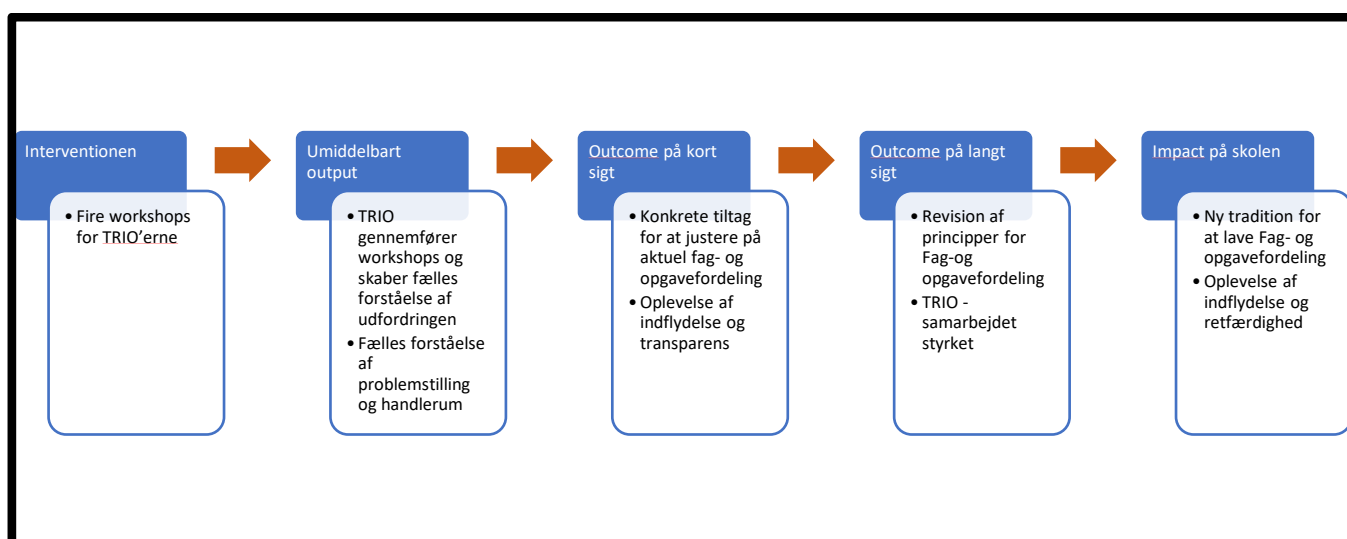 Interventionen
• Fire workshops
for TRIO'erne
Umiddelbart
output
• TRIO
gennemfører
workshops og
skaber fælles
forståelse af
udfordringen
• Fælles forståelse
af
problemstilling
og handlerum
Outcome på kort
sigt
• Konkrete tiltag
for at justere på
aktuel fag- og
opgavefordeling
• Oplevelse af
indflydelse og
transparens
Outcome på langt
sigt
• Revision af
principper for
Fag-og
opgavefordeling
• TRIO -
samarbejdet
styrket
Impact på skolen
• Ny tradition for
at lave Fag- og
opgavefordeling
• Oplevelse af
indflydelse og
retfærdighed